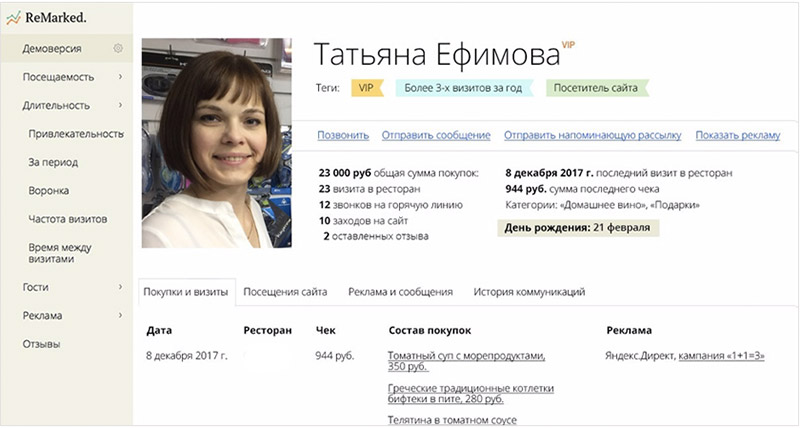 ReMarked.
Демоверсия
Посещаемость
Длительность
Привлекательность
За период
Воронка
Частота визитов
Время между
визитами
Гости
Реклама
Отзывы
Татьяна Ефимова VIP
Теги: VIP Более 3-х визитов за год Посетитель сайта
Позвонить Отправить сообщение Отправить напоминающую рассылку Показать рекламу
23 000 руб общая сумма покупок:
23 визита в ресторан
12 звонков на горячую линию
10 заходов на сайт
2 оставленных отзыва
8 декабря 2017 г. последний визит в ресторан
944 руб. сумма последнего чека
Категории: «Домашнее вино», «Подарки»
День рождения: 21 февраля
Покупки и визиты Посещения сайта Реклама и сообщения История коммуникаций
Дата Ресторан Чек Состав покупок Реклама
8 декабря 2017 г. 944 руб. Томатный суп с морепродуктами, Яндекс.Директ, кампания «1+1=3»
350 руб.
Греческие традиционные котлетки
бифтеки в пите, 280 руб.
Телятина в томатном соусе